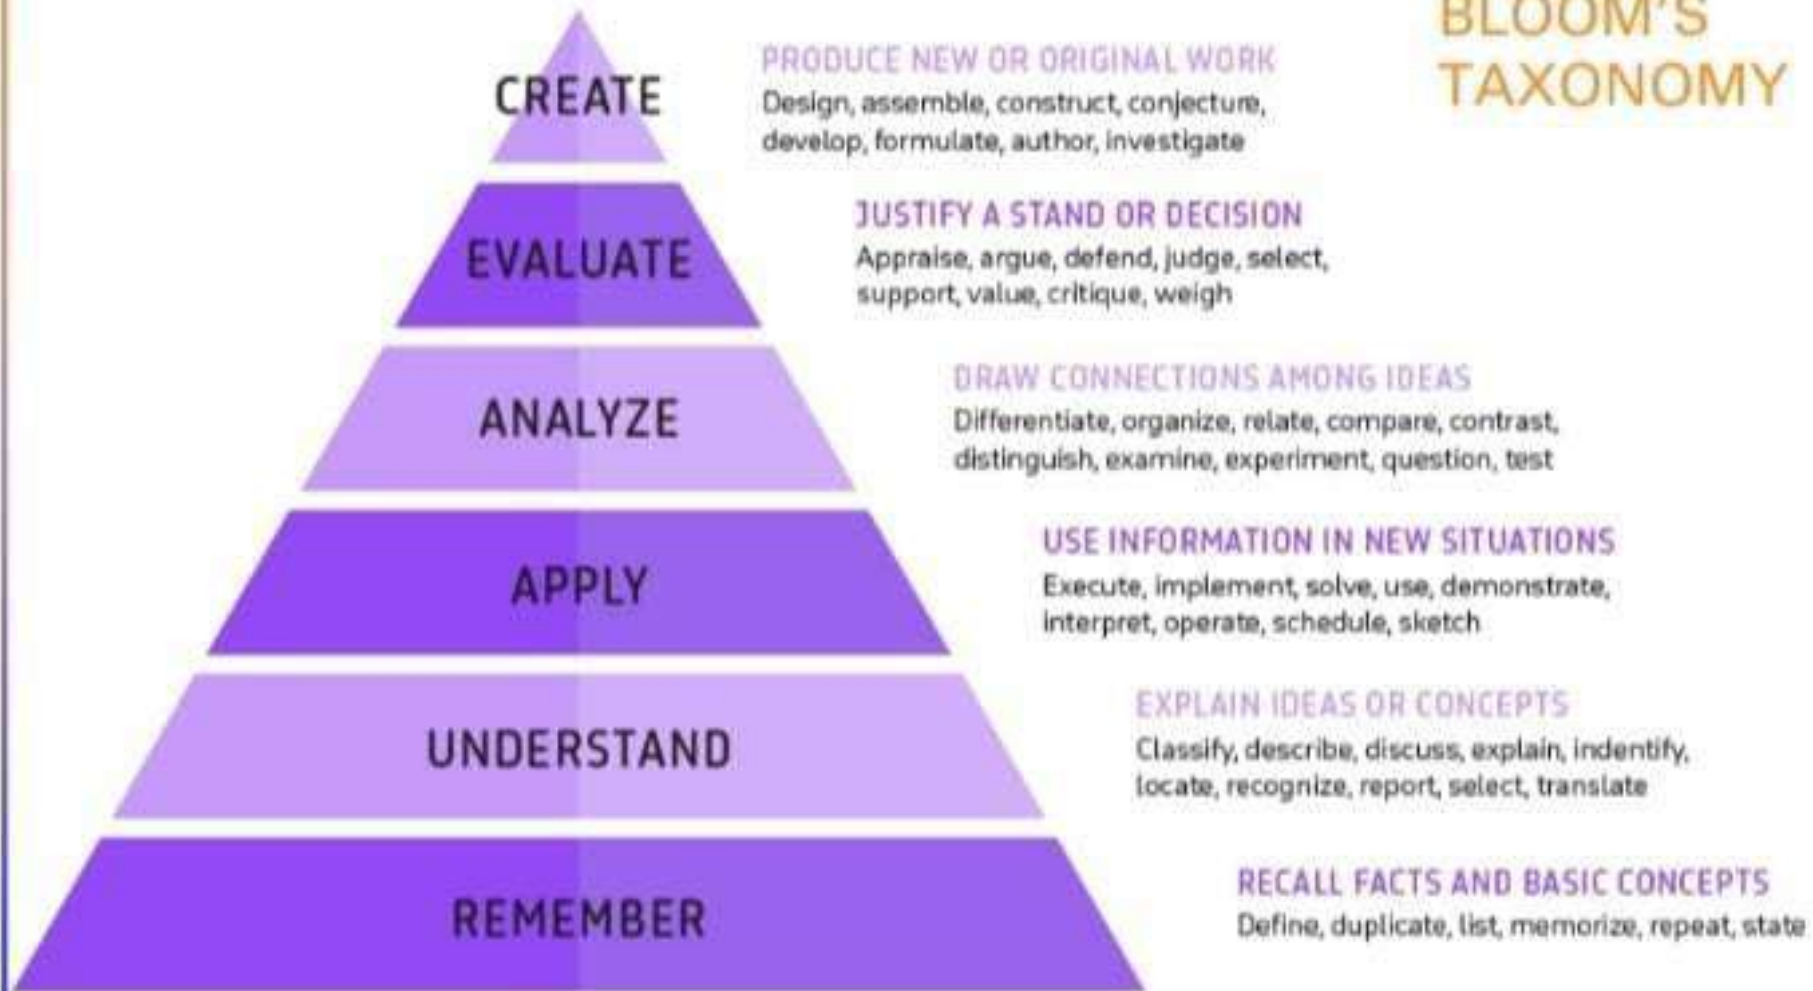 BLOOM'S
TAXONOMY
CREATE
PRODUCE NEW OR ORIGINAL WORK
Design, assemble, construct, conjecture,
develop, formulate, author, investigate
EVALUATE
JUSTIFY A STAND OR DECISION
Appraise, argue, defend, judge, select,
support, value, critique, weigh
ANALYZE
DRAW CONNECTIONS AMONG IDEAS
Differentiate, organize, relate, compare, contrast,
distinguish, examine, experiment, question, test
APPLY
USE INFORMATION IN NEW SITUATIONS
Execute, implement, solve, use, demonstrate,
interpret, operate, schedule, sketch
UNDERSTAND
EXPLAIN IDEAS OR CONCEPTS
Classify, describe, discuss, explain, indentify,
locate, recognize, report, select, translate
REMEMBER
RECALL FACTS AND BASIC CONCEPTS
Define, duplicate, list, memorize, repeat, state